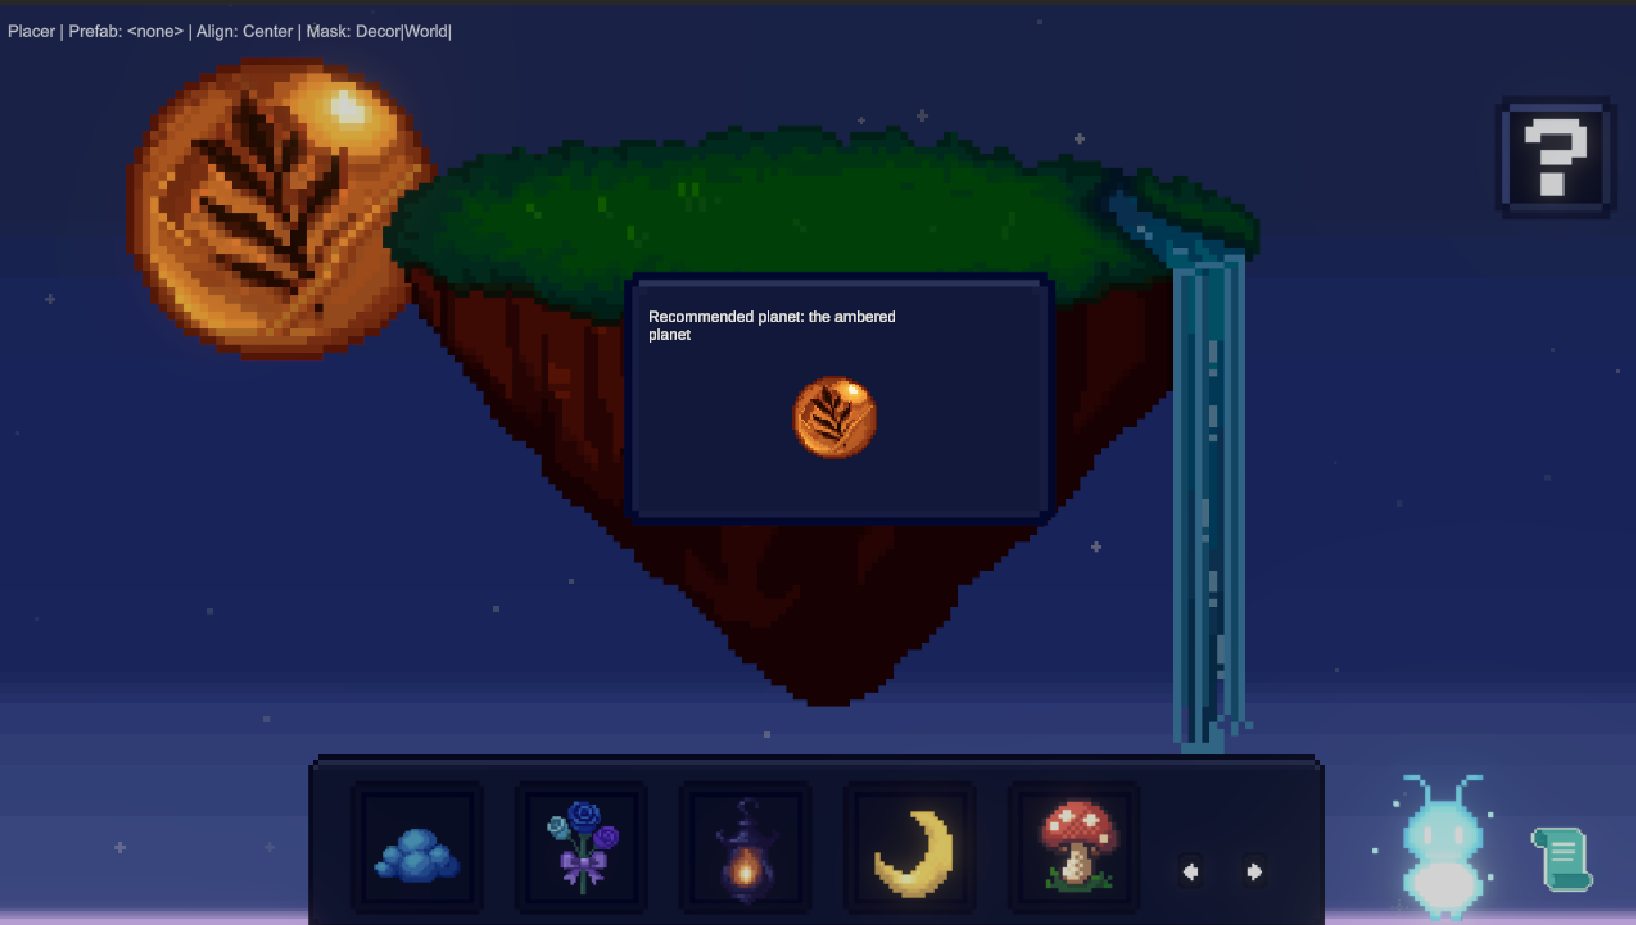 Placer | Prefab: <none> | Align: Center | Mask: Decor|World|
?
Recommended planet: the ambered
planet